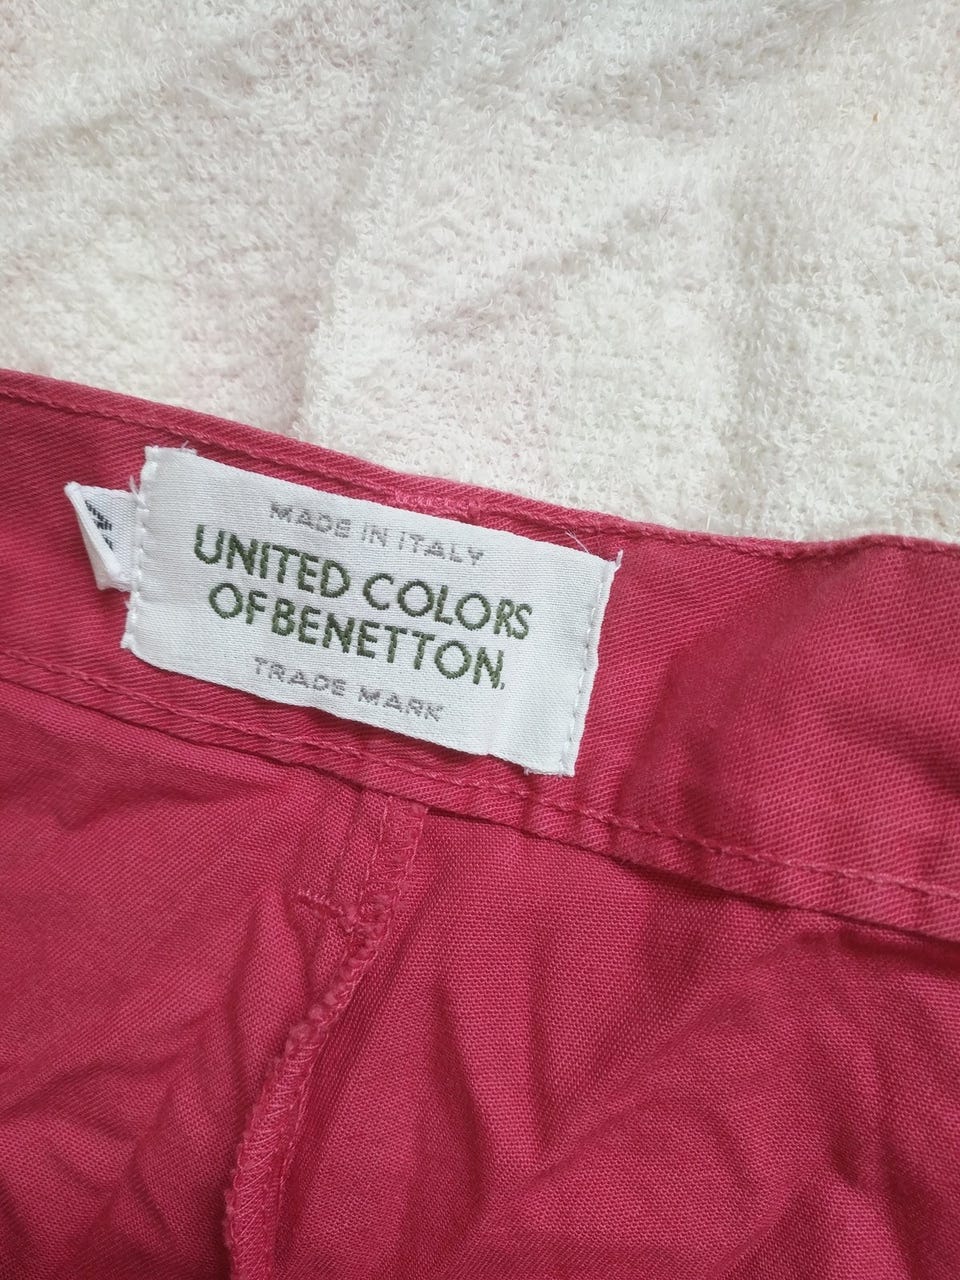 MADE IN ITALY
UNITED COLORS
OF BENETTON.
TRADE MARK